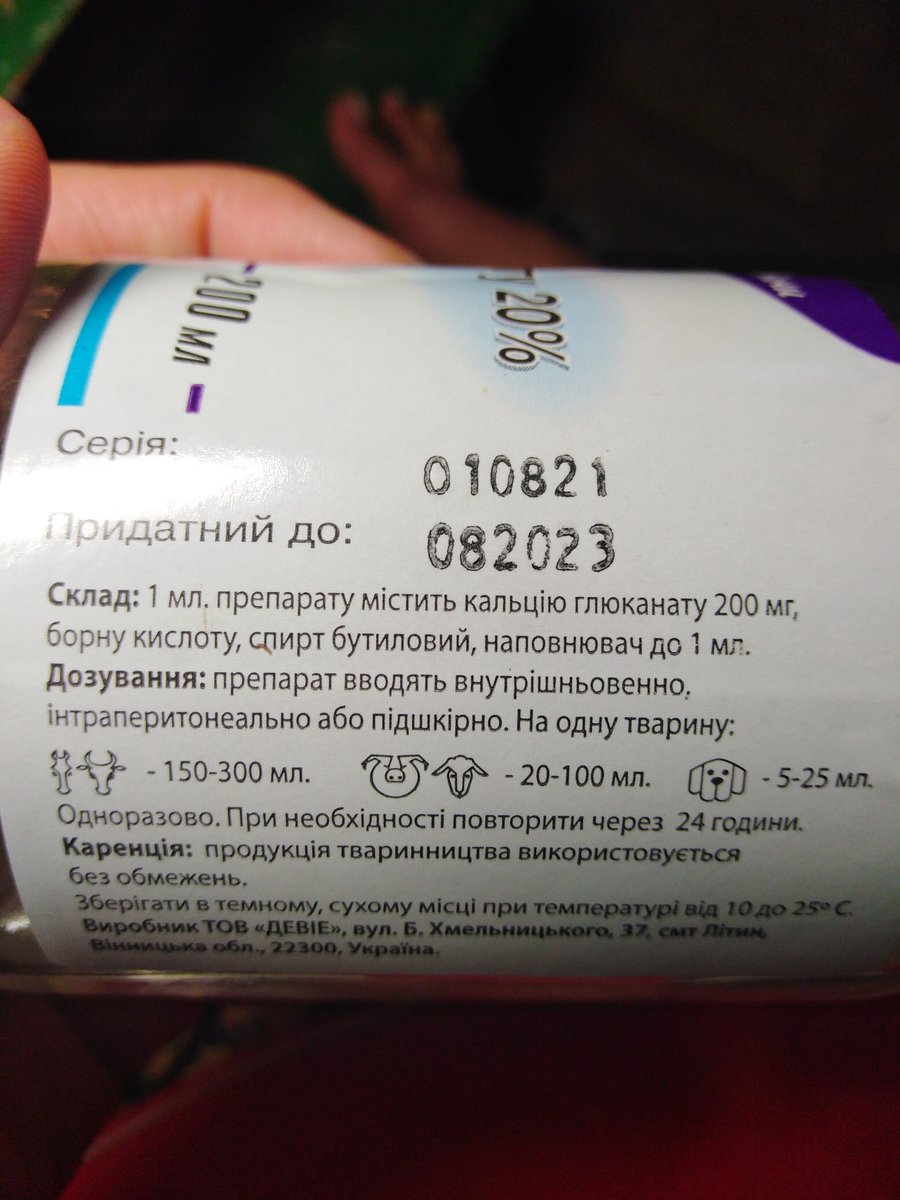 200 мл
20%
Серія:
010821
Придатний до:
082023
Склад: 1 мл. препарату містить кальцію глюканату 200 мг,
борну кислоту, спирт бутиловий, наповнювач до 1 мл.
Дозування: препарат вводять внутрішньовенно,
інтраперитонеально або підшкірно. На одну тварину:
- 150-300 мл. - 20-100 мл. - 5-25 мл.
Одноразово. При необхідності повторити через 24 години.
Каренція: продукція тваринництва використовується
без обмежень.
Зберігати в темному, сухому місці при температурі від 10 до 25º С.
Виробник ТОВ «ДЕВІЕ», вул. Б. Хмельницького, 37, смт Літин,
Вінницька обл., 22300, Україна.